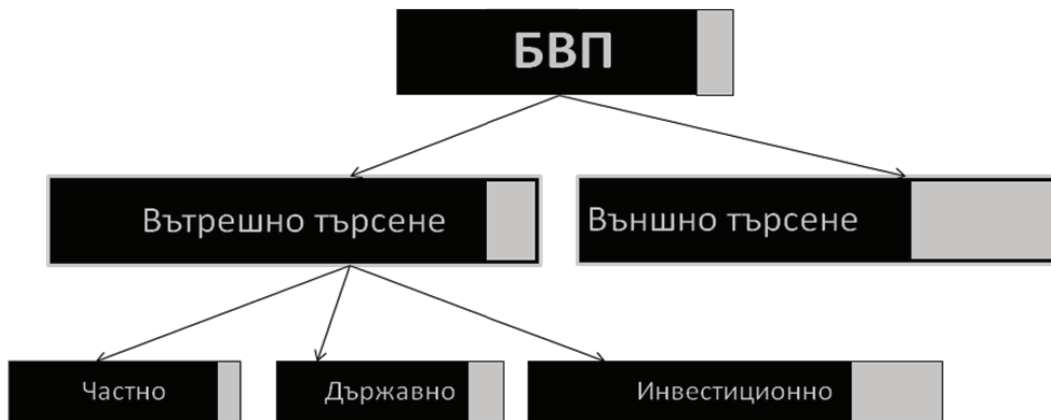 БВП
Вътрешно търсене
Външно търсене
Частно
Държавно
Инвестиционно